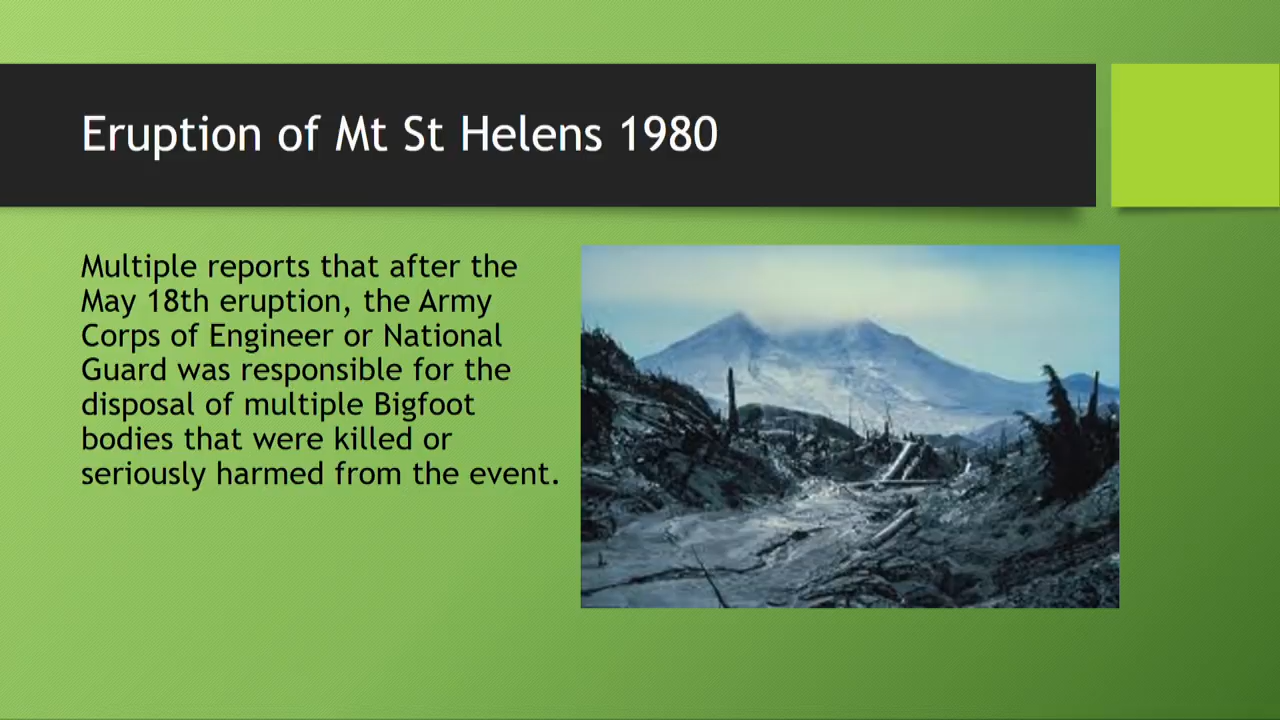 Eruption of Mt St Helens 1980
Multiple reports that after the
May 18th eruption, the Army
Corps of Engineer or National
Guard was responsible for the
disposal of multiple Bigfoot
bodies that were killed or
seriously harmed from the event.